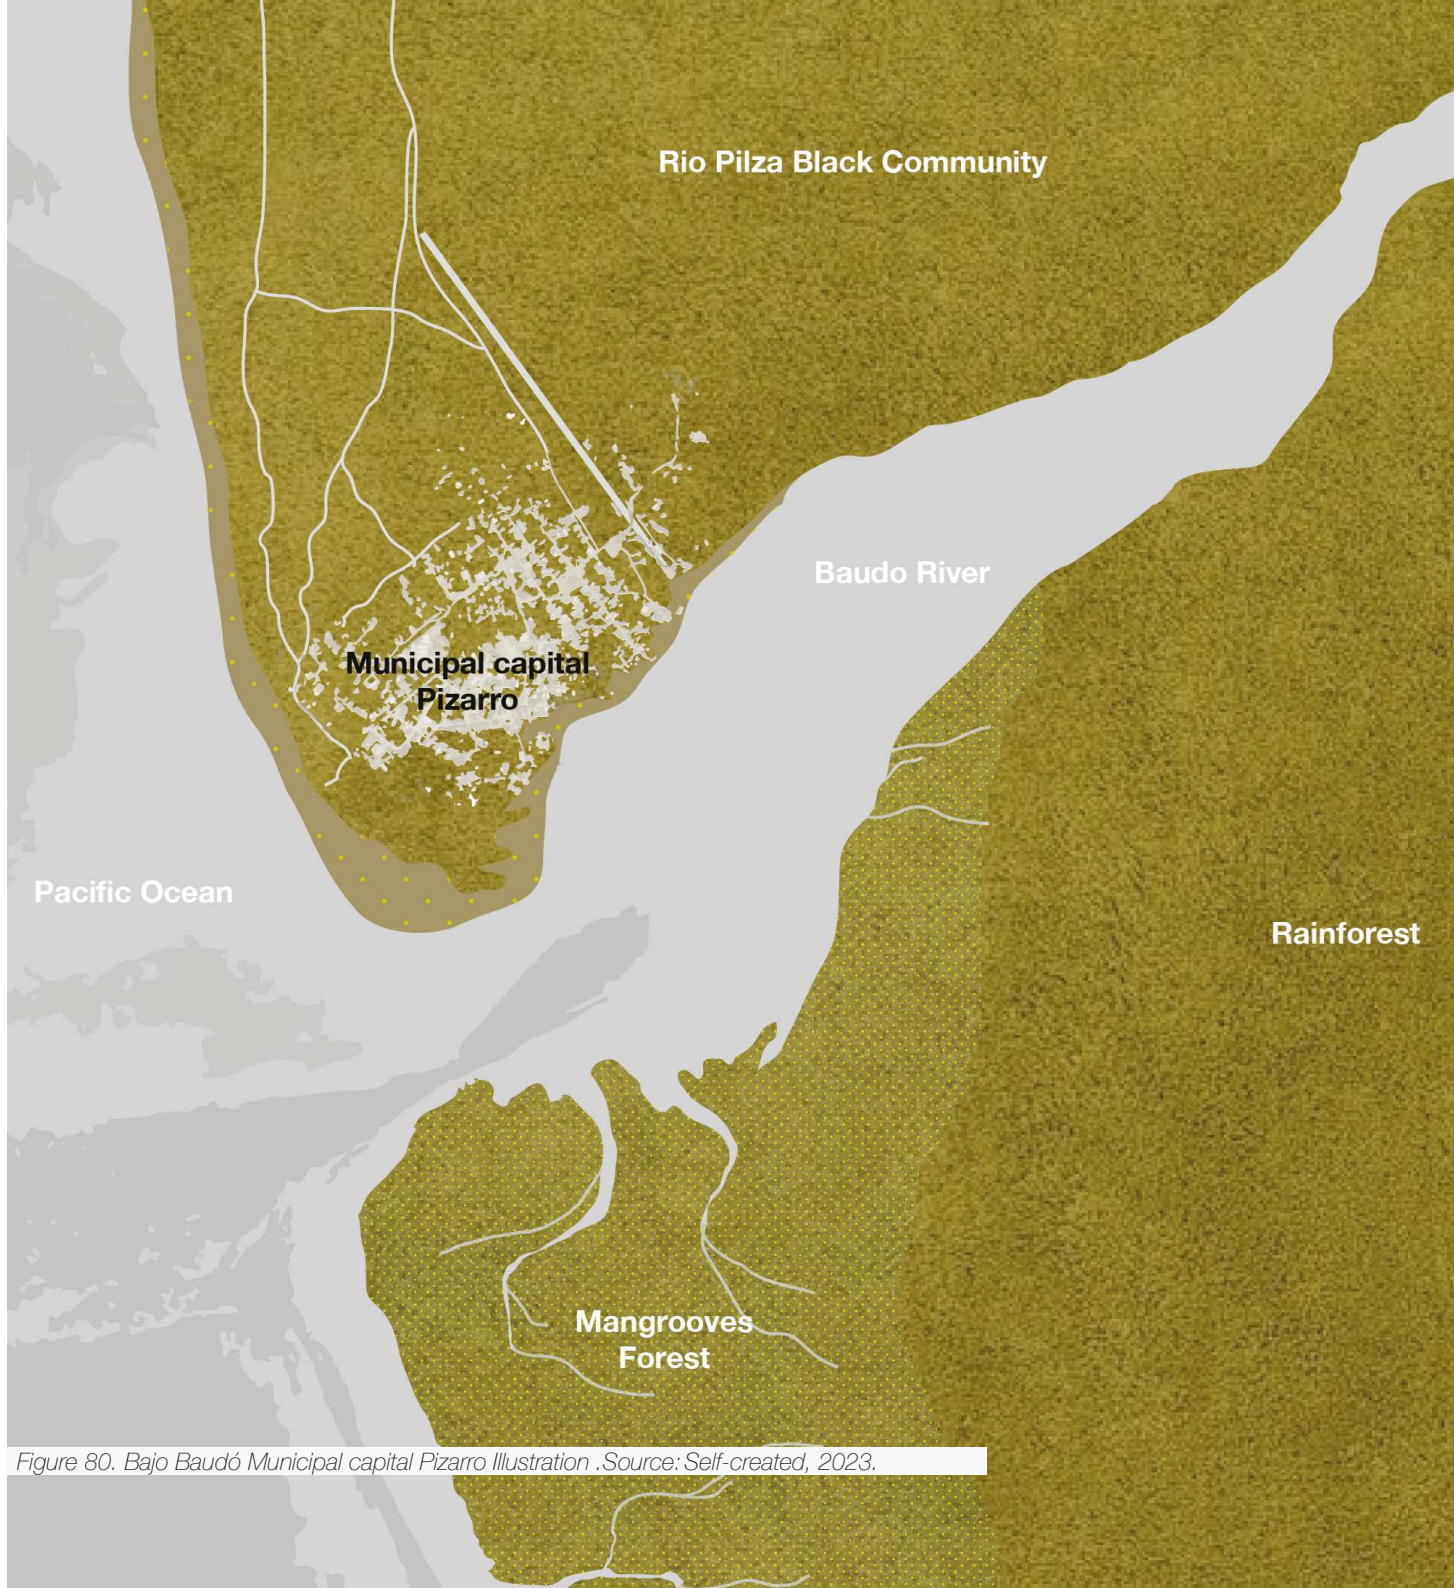 Rio Pilza Black Community
Baudo River
Municipal capital
Pizarro
Pacific Ocean
Rainforest
Mangrooves
Forest
Figure 80. Bajo Baudó Municipal capital Pizarro Illustration .Source: Self-created, 2023.